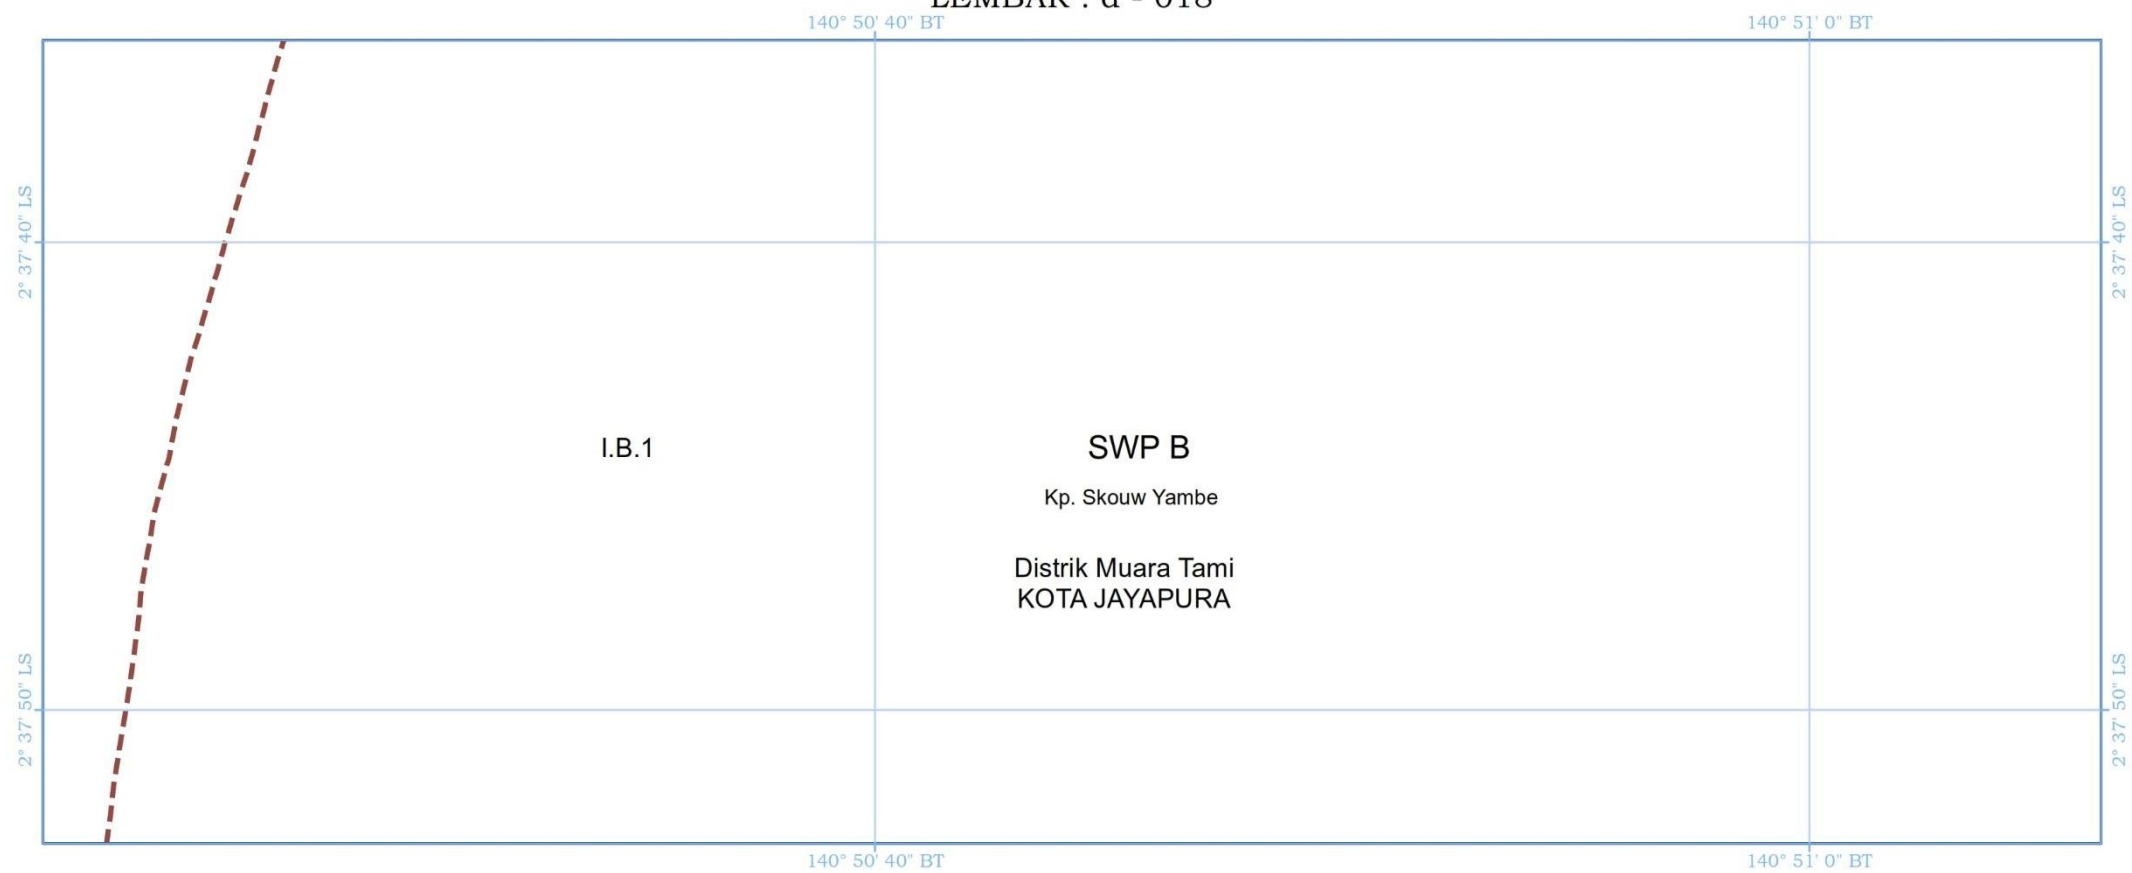 LEMBAR : d - 018
140° 50' 40" BT
140° 51' 0" BT
2° 37' 40" LS
2° 37' 40" LS
I.B.1
SWP B
Kp. Skouw Yambe
Distrik Muara Tami
KOTA JAYAPURA
2° 37' 50" LS
2° 37' 50" LS
140° 50' 40" BT
140° 51' 0" BT